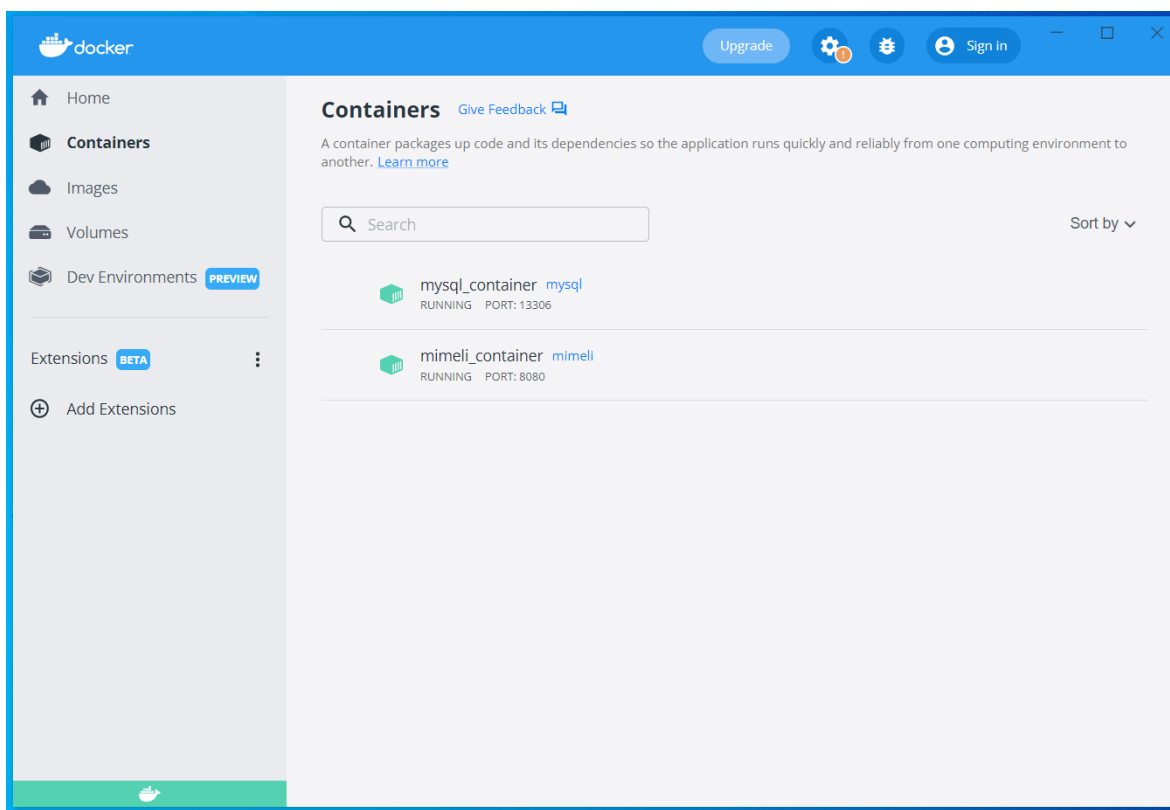 docker
Upgrade
!
Sign in
Home
Containers
Images
Volumes
Dev Environments PREVIEW
Extensions BETA
Add Extensions
Containers Give Feedback
A container packages up code and its dependencies so the application runs quickly and reliably from one computing environment to
another. Learn more
Search
Sort by
mysql_container mysql
RUNNING PORT: 13306
mimeli_container mimeli
RUNNING PORT: 8080